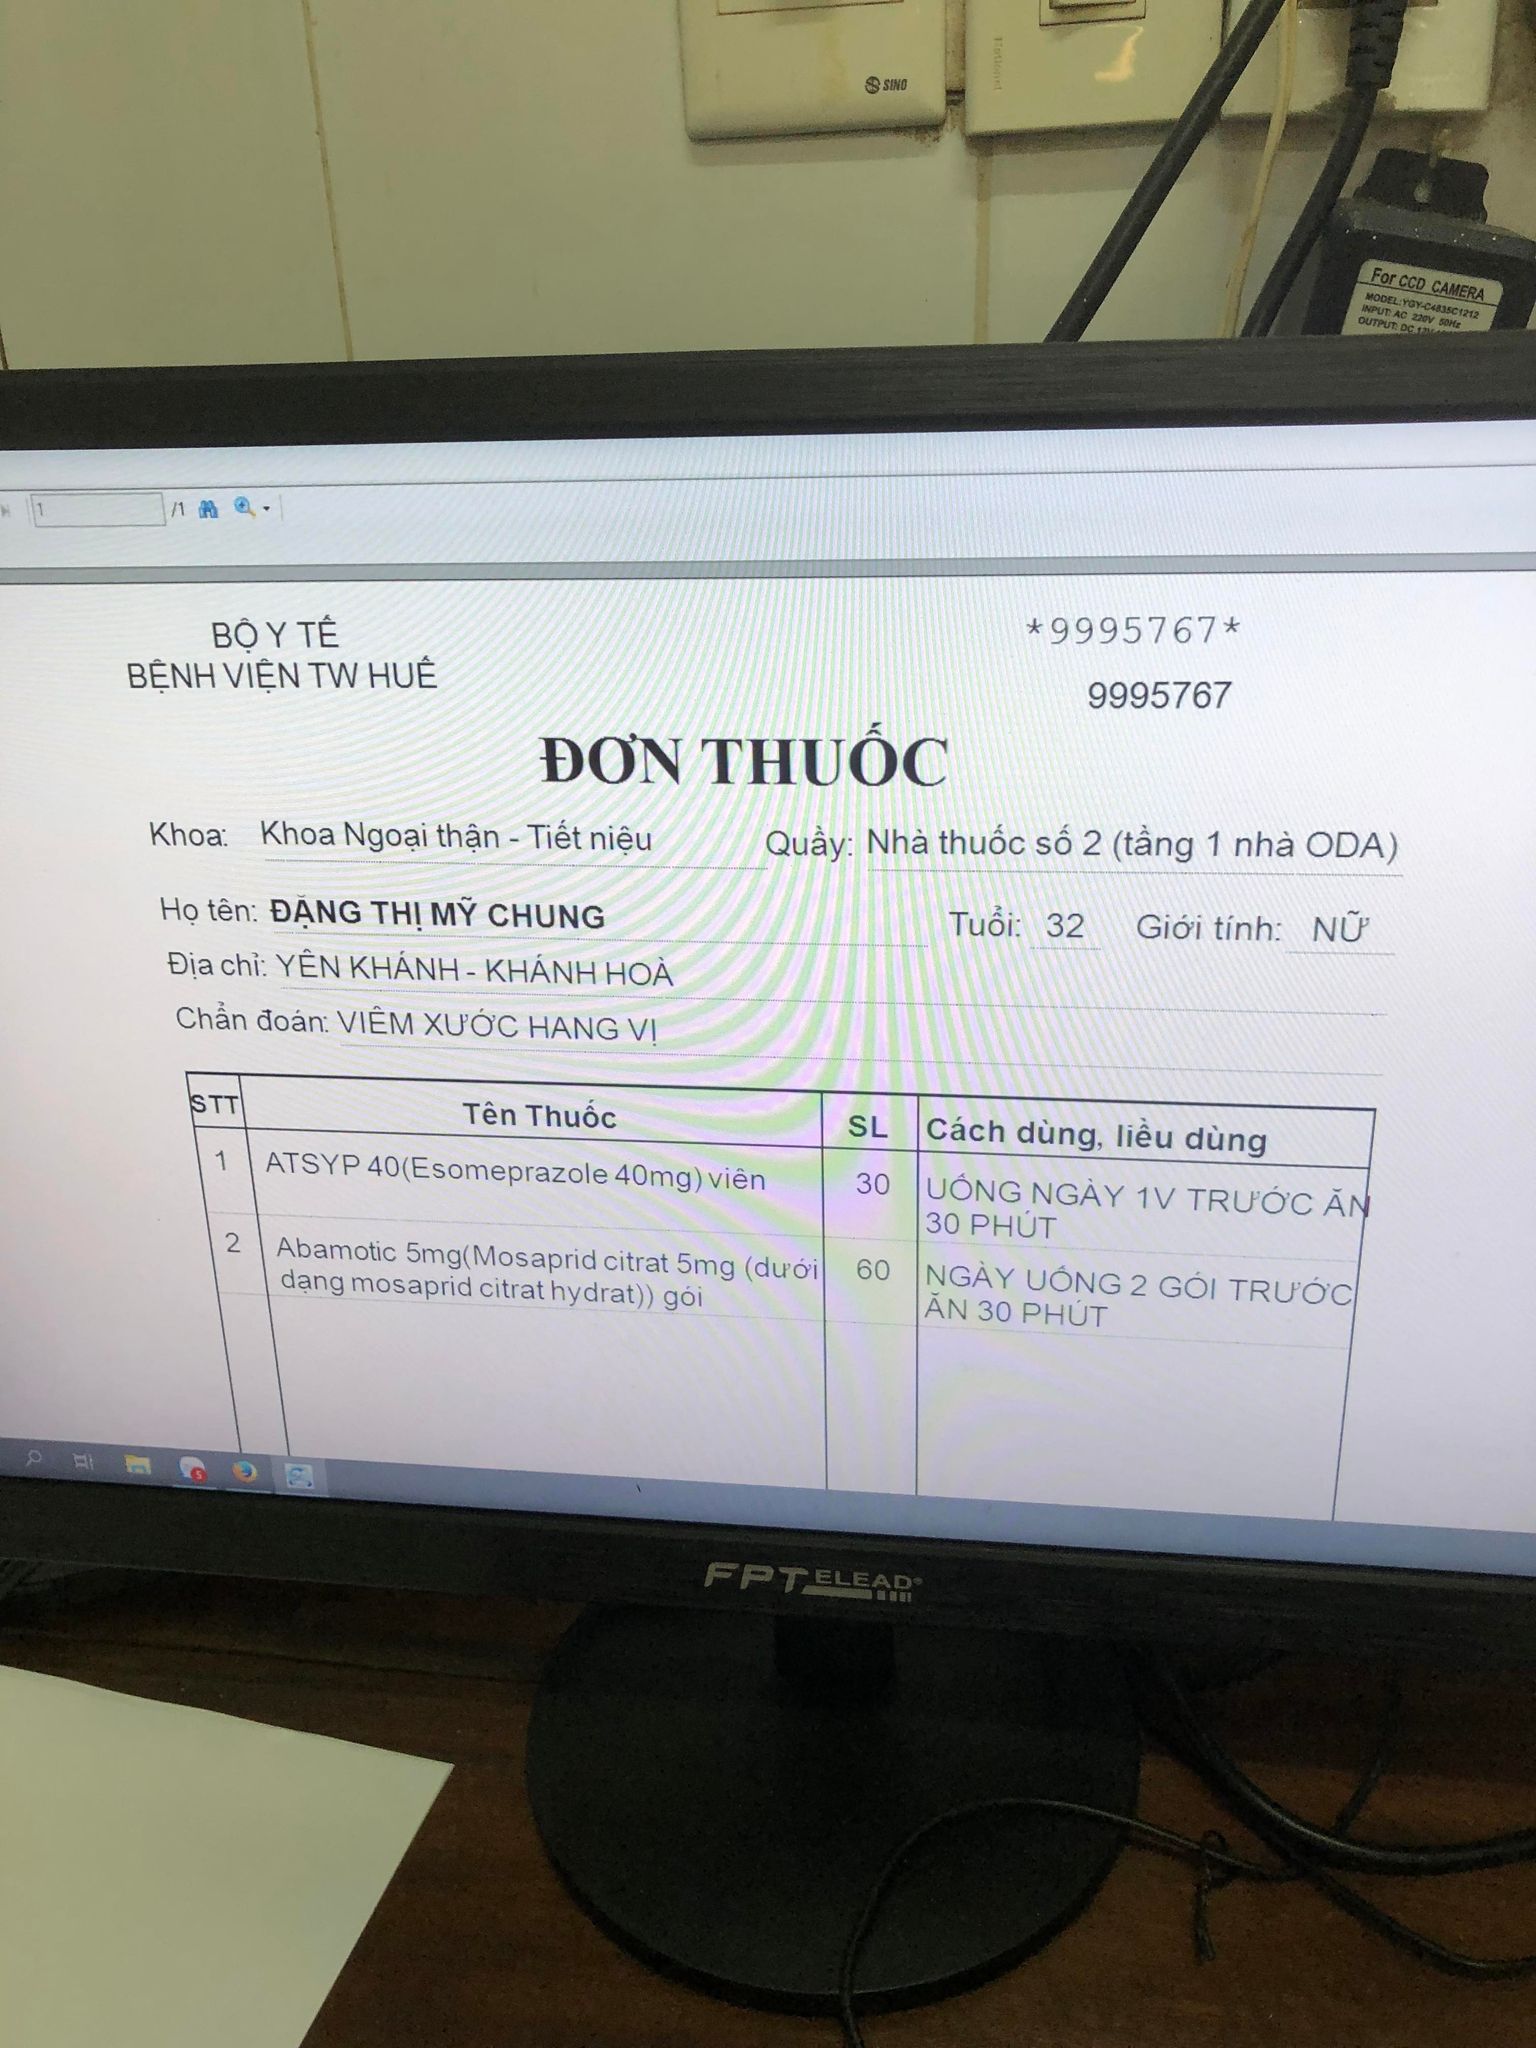 SINO
For CCD CAMERA
MODEL:YGY-C4835C1212
INPUT: AC 220V 50Hz
OUTPUT: DC
1 /1
BỘ Y TẾ
*9995767*
BỆNH VIỆN TW HUẾ
9995767
ĐƠN THUỐC
Khoa: Khoa Ngoại thận - Tiết niệu Quầy: Nhà thuốc số 2 (tầng 1 nhà ODA)
Họ tên: ĐẶNG THỊ MỸ CHUNG Tuổi: 32 Giới tính: NỮ
Địa chỉ: YÊN KHÁNH - KHÁNH HOÀ
Chẩn đoán: VIÊM XƯỚC HANG VỊ
STT Tên Thuốc SL Cách dùng, liều dùng
1 ATSYP 40(Esomeprazole 40mg) viên 30 UỐNG NGÀY 1V TRƯỚC ĂN
30 PHÚT
2 Abamotic 5mg(Mosaprid citrat 5mg (dưới 60 NGÀY UỐNG 2 GÓI TRƯỚC
dạng mosaprid citrat hydrat)) gói ĂN 30 PHÚT
5
FPT ELEAD